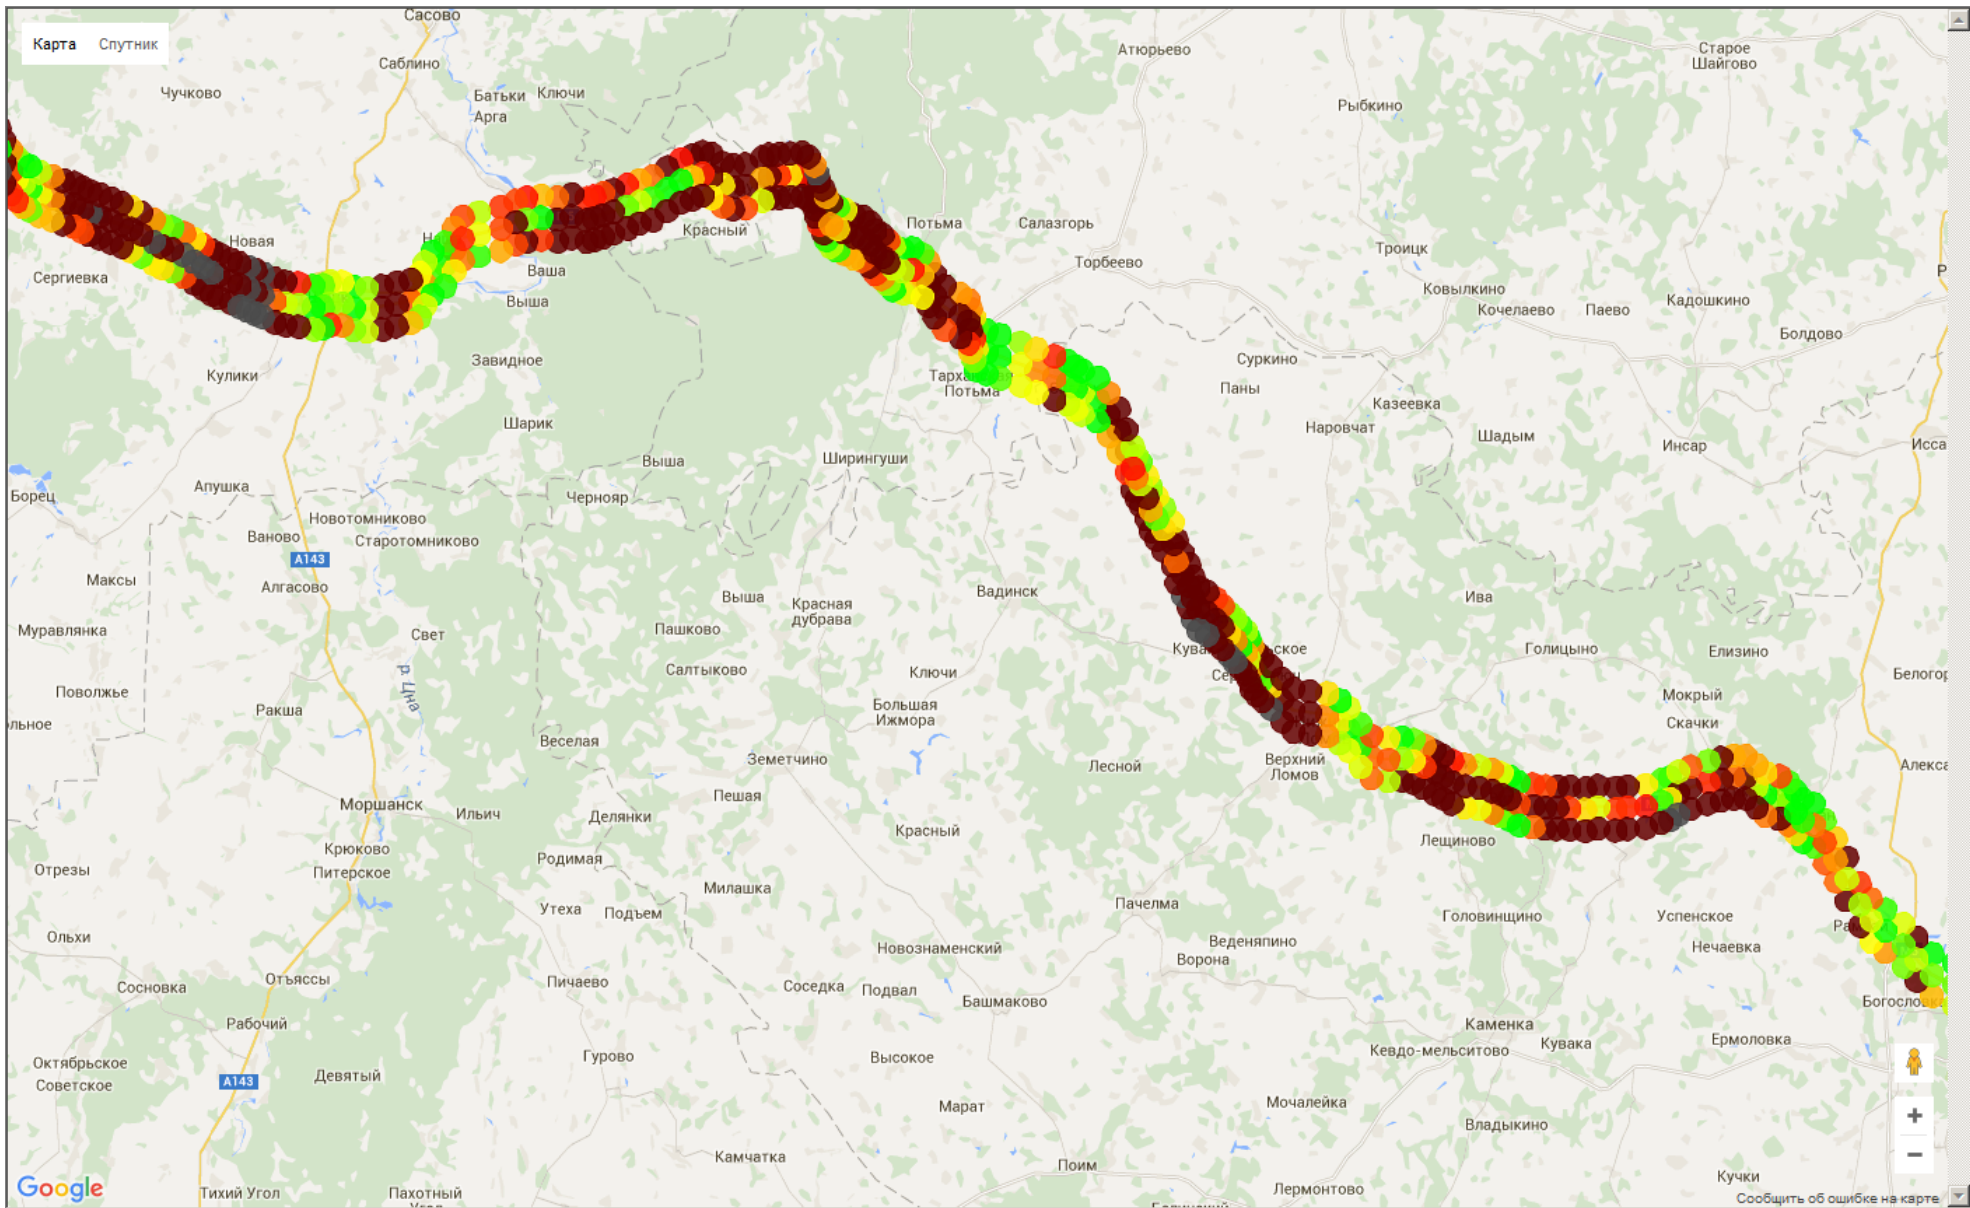 Сасово
Карта Спутник
Атюрьево
Старое
Шайгово
Саблино
Чучково
Батьки
Ключи
Рыбкино
Арга
Новая
Красный
Потьма
Салазгорь
Троицк
Торбеево
Сергиевка
Ваша
Выша
Ковылкино
Кочелаево
Паево
Кадошкино
Болдово
Завидное
Суркино
Кулики
Потьма
Паны
Казеевка
Шарик
Наровчат
Шадым
Инсар
Исса
Выша
Ширингуши
Борец
Апушка
Чернояр
Новотомниково
Ваново
Старотомниково
А143
Максы
Алгасово
Вадинск
Выша
Красная
дубрава
Ива
Муравлянка
Свет
Пашково
ское
Голицыно
Елизино
Салтыково
Ключи
Белогор
Поволжье
р. Цна
Мокрый
Ракша
Большая
Ижмора
Скачки
ольное
Веселая
Земетчино
Лесной
Верхний
Ломов
Алекса
Моршанск
Ильич
Пешая
Делянки
Красный
Лещиново
Крюково
Питерское
Родимая
Отрезы
Милашка
Утеха
Подъем
Пачелма
Головинщино
Успенское
Ольхи
Новознаменский
Веденяпино
Ворона
Нечаевка
Отъяссы
Сосновка
Пичаево
Соседка
Подвал
Башмаково
Рабочий
Каменка
Кевдо-мельситово
Кувака
Ермоловка
Октябрьское
Советское
Гурово
Высокое
А143
Девятый
Марат
Мочалейка
Владыкино
Камчатка
Поим
Кучки
Google
Тихий Угол
Пахотный
Лермонтово
Сообщить об ошибке на карте